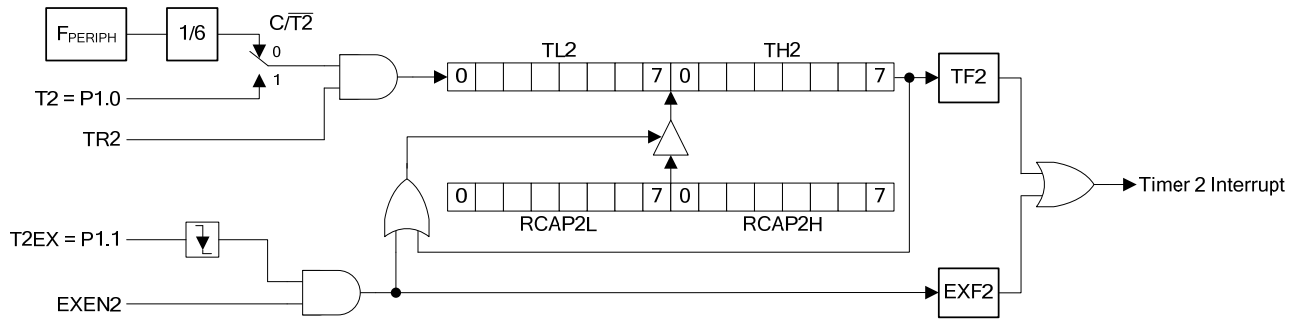 FPERIPH
1/6
C/T2
0
1
T2 = P1.0
TR2
TL2
TH2
0 7 0 7
TF2
0 7 0 7
RCAP2L
RCAP2H
Timer 2 Interrupt
T2EX = P1.1
EXEN2
EXF2